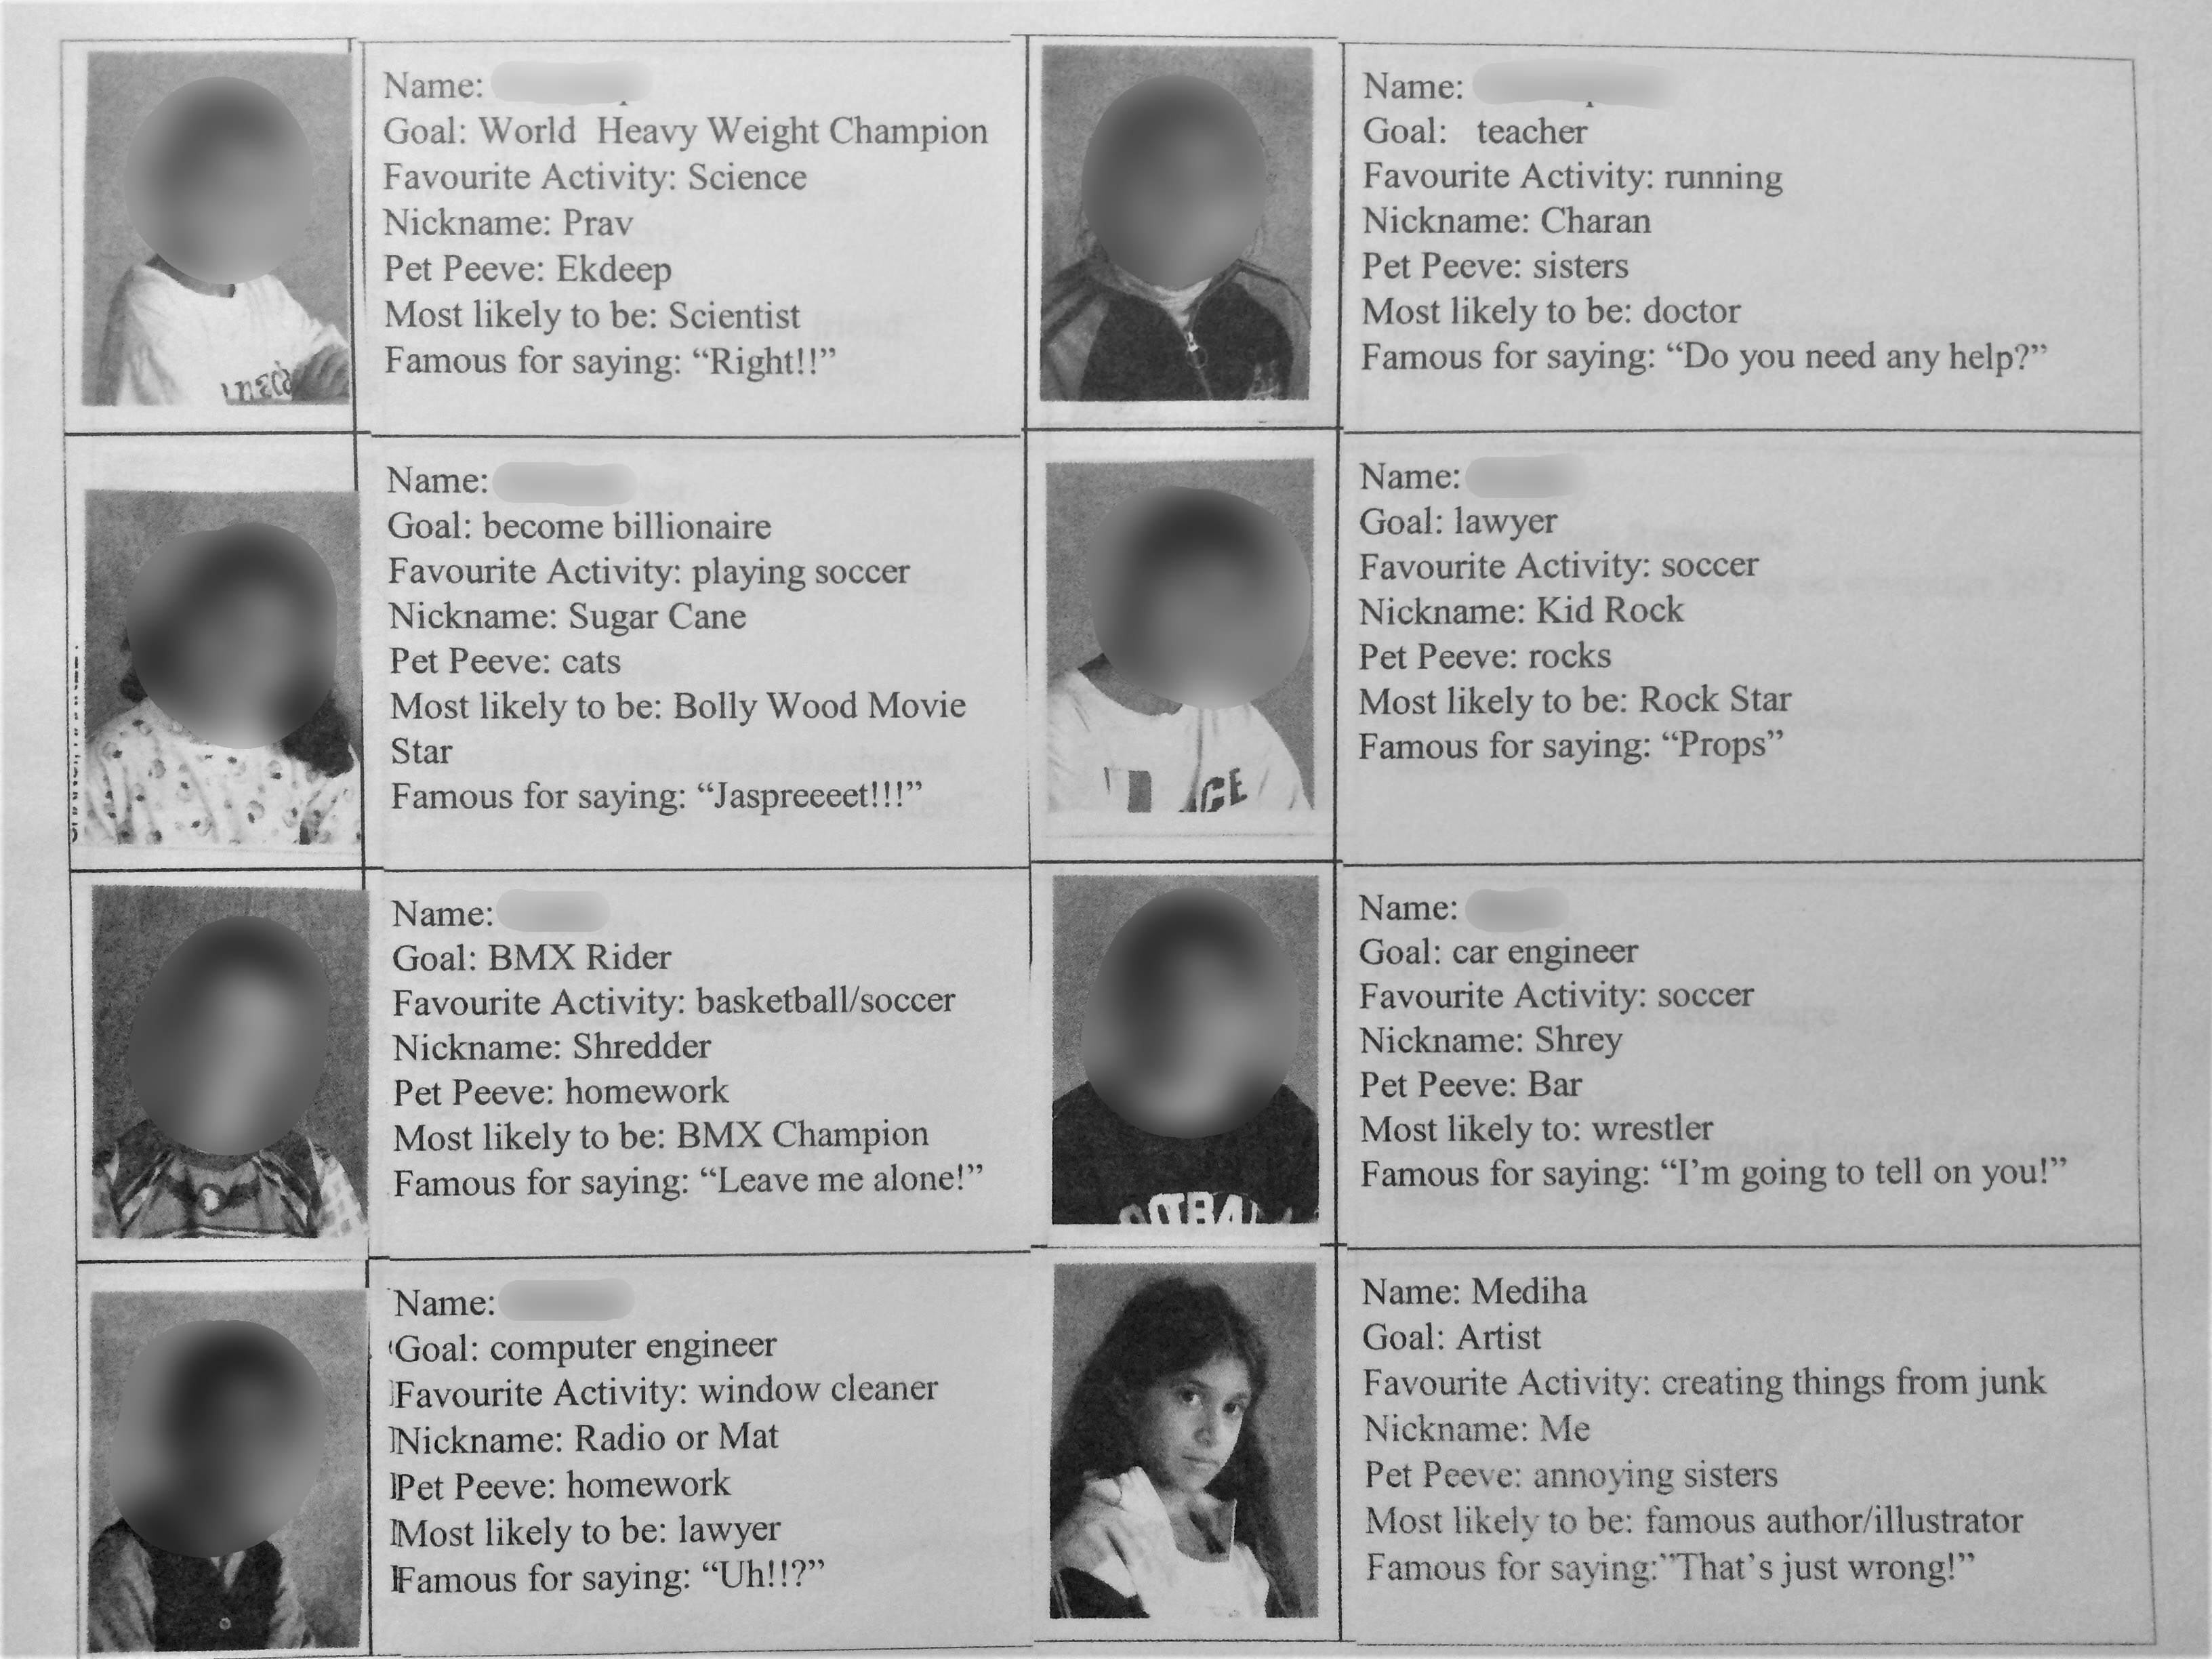 Name:
Goal: World Heavy Weight Champion
Favourite Activity: Science
Nickname: Prav
Pet Peeve: Ekdeep
Most likely to be: Scientist
Famous for saying: “Right!!”
Name:
Goal: teacher
Favourite Activity: running
Nickname: Charan
Pet Peeve: sisters
Most likely to be: doctor
Famous for saying: “Do you need any help?”
Name:
Goal: become billionaire
Favourite Activity: playing soccer
Nickname: Sugar Cane
Pet Peeve: cats
Most likely to be: Bolly Wood Movie
Star
Famous for saying: “Jaspreeeet!!!”
Name:
Goal: lawyer
Favourite Activity: soccer
Nickname: Kid Rock
Pet Peeve: rocks
Most likely to be: Rock Star
Famous for saying: “Props”
Name:
Goal: BMX Rider
Favourite Activity: basketball/soccer
Nickname: Shredder
Pet Peeve: homework
Most likely to be: BMX Champion
Famous for saying: “Leave me alone!”
Name:
Goal: car engineer
Favourite Activity: soccer
Nickname: Shrey
Pet Peeve: Bar
Most likely to: wrestler
Famous for saying: “I’m going to tell on you!”
Name:
Goal: computer engineer
Favourite Activity: window cleaner
Nickname: Radio or Mat
Pet Peeve: homework
Most likely to be: lawyer
Famous for saying: “Uh!!?”
Name: Mediha
Goal: Artist
Favourite Activity: creating things from junk
Nickname: Me
Pet Peeve: annoying sisters
Most likely to be: famous author/illustrator
Famous for saying:”That’s just wrong!”